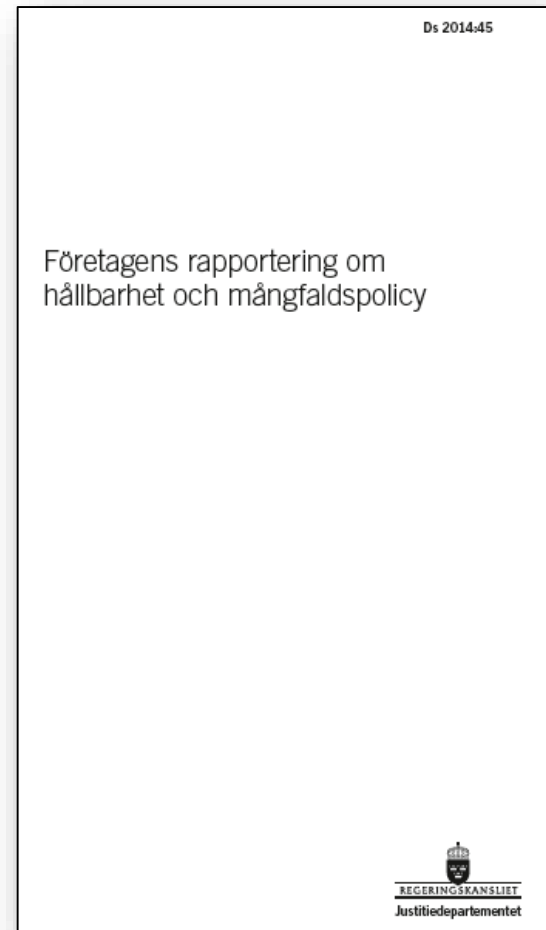 Ds 2014:45
Företagens rapportering om
hållbarhet och mångfaldspolicy
REGERINGSKANSLIET
Justitiedepartementet